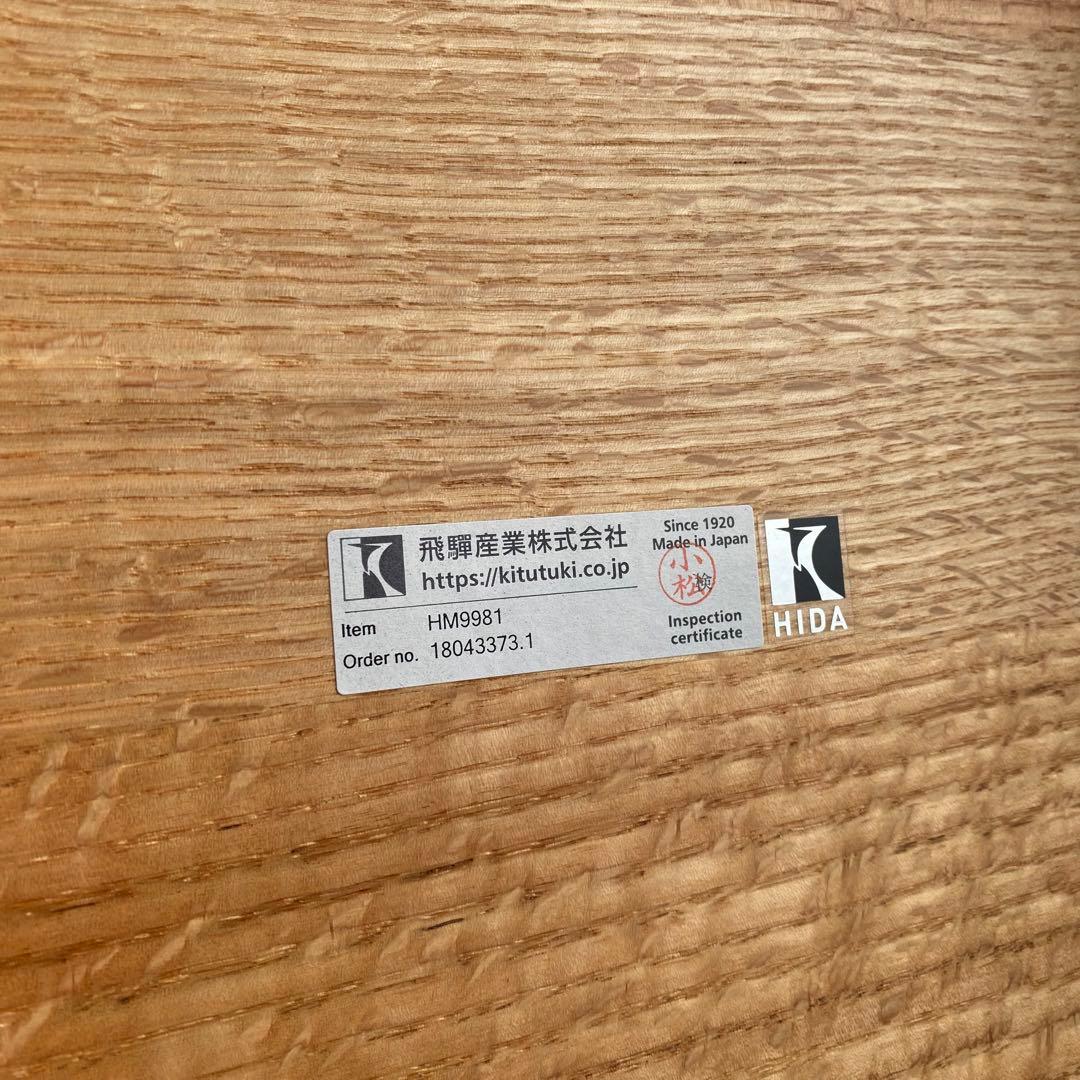 飛驒産業株式会社
https://kitutuki.co.jp
Item HM9981
Order no. 18043373.1
Since 1920
Made in Japan
小松
検
Inspection
certificate
HIDA